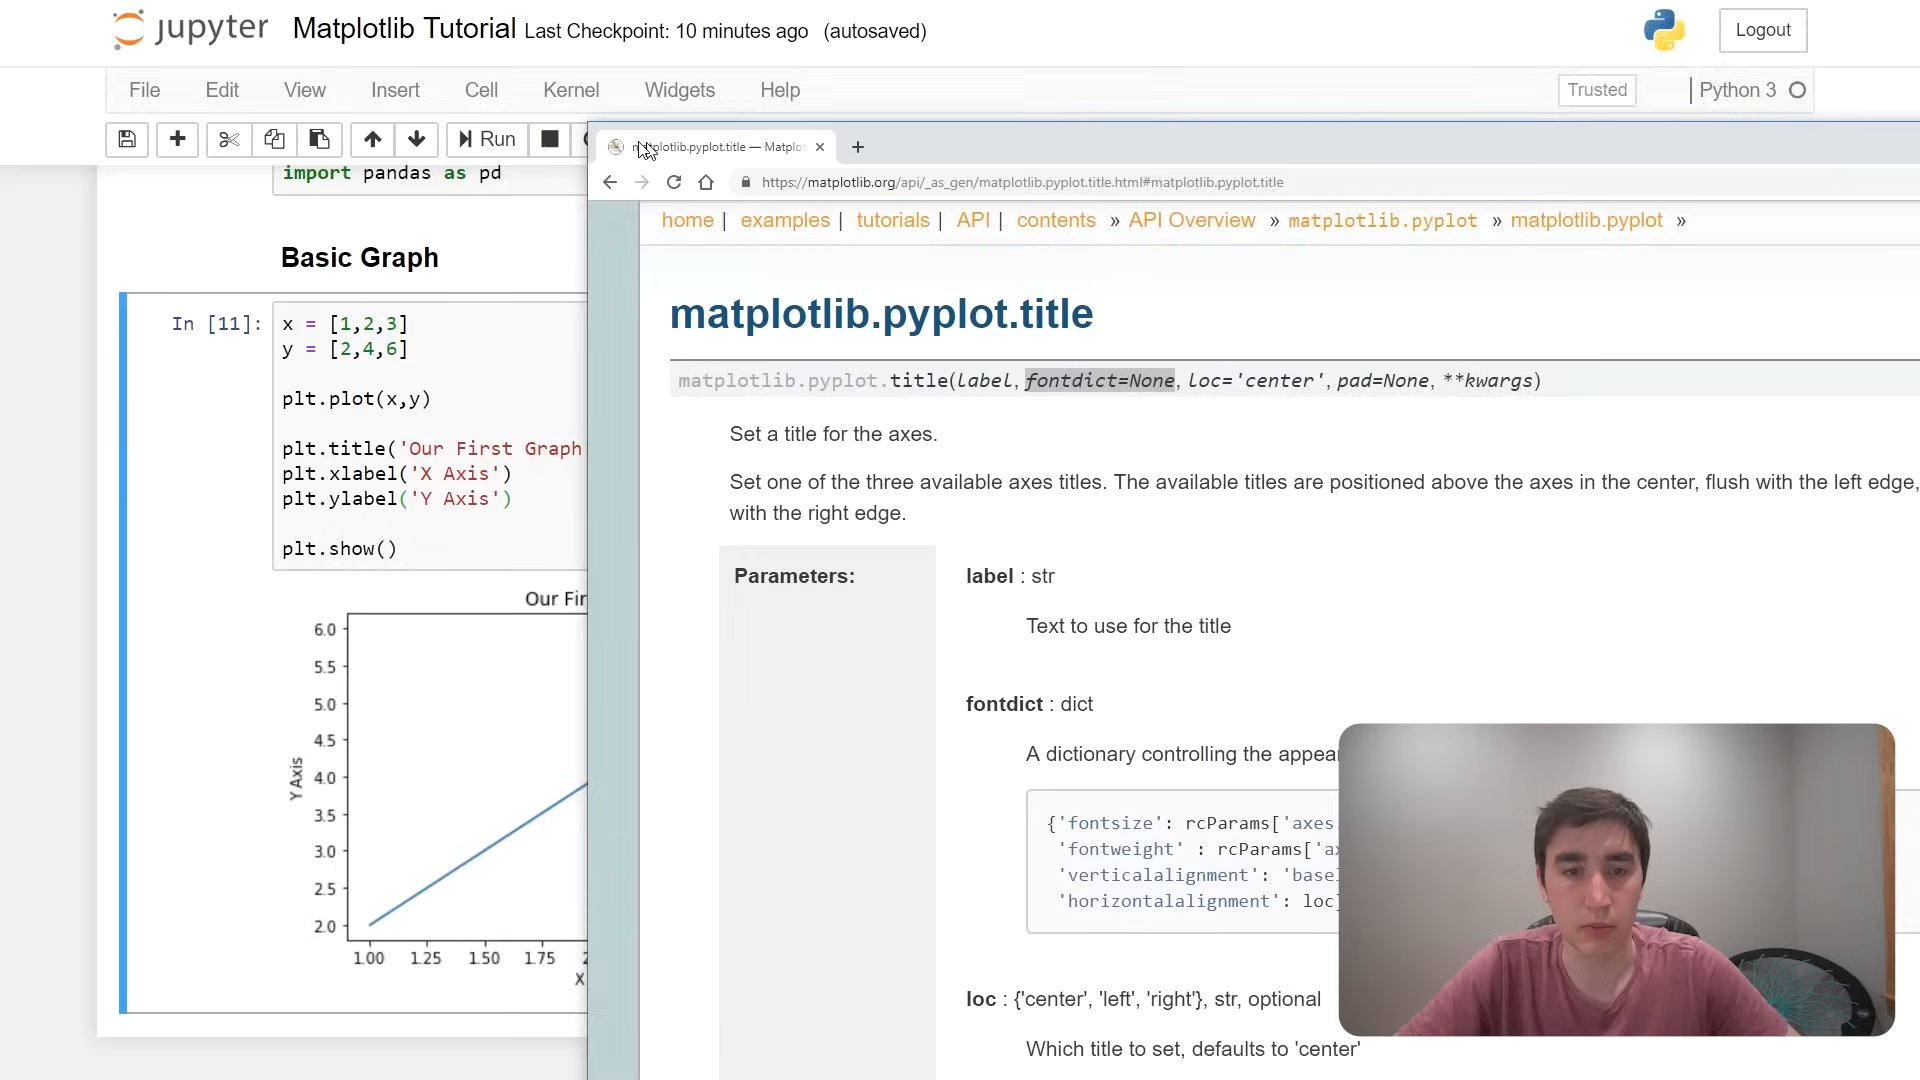 jupyter Matplotlib Tutorial Last Checkpoint: 10 minutes ago (autosaved)
Logout
File Edit View Insert Cell Kernel Widgets Help
Trusted
Python 3
Run
import pandas as pd
Basic Graph
In [11]:
x = [1,2,3]
y = [2,4,6]
plt.plot(x,y)
plt.title('Our First Graph'
plt.xlabel('X Axis')
plt.ylabel('Y Axis')
plt.show()
Our Fir
6.0
5.5
5.0
4.5
4.0
3.5
3.0
2.5
2.0
Y Axis
1.00 1.25 1.50 1.75 2
X
plotlib.pyplot.title — Matplot
https://matplotlib.org/api/_as_gen/matplotlib.pyplot.title.html#matplotlib.pyplot.title
home | examples | tutorials | API | contents » API Overview » matplotlib.pyplot » matplotlib.pyplot »
matplotlib.pyplot.title
matplotlib.pyplot.title(label, fontdict=None, loc='center', pad=None, **kwargs)
Set a title for the axes.
Set one of the three available axes titles. The available titles are positioned above the axes in the center, flush with the left edge,
with the right edge.
Parameters:
label : str
Text to use for the title
fontdict : dict
A dictionary controlling the appea
{'fontsize': rcParams['axes.
'fontweight' : rcParams['ax
'verticalalignment': 'basel
'horizontalalignment': loc}
loc : {'center', 'left', 'right'}, str, optional
Which title to set, defaults to 'center'